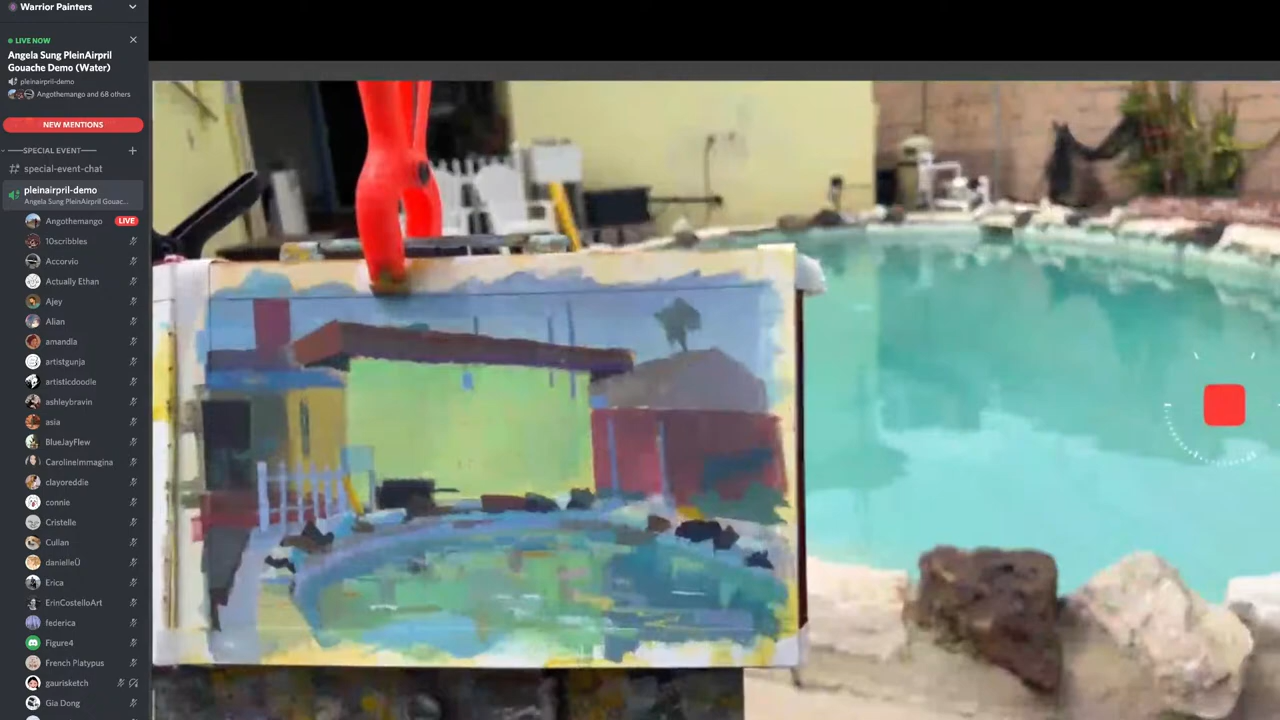 Warrior Painters
LIVE NOW
Angela Sung PleinAirpril
Gouache Demo (Water)
pleinairpril-demo
Angothemango and 68 others
NEW MENTIONS
SPECIAL EVENT
special-event-chat
pleinairpril-demo
Angela Sung PleinAirpril Gouac...
Angothemango LIVE
10scribbles
Accorvio
Actually Ethan
Ajey
Alian
amandla
artistgunja
artisticdoodle
ashleybravin
asia
BlueJayFlew
CarolineImmagina
clayoreddie
connie
Cristelle
Cullan
danielleÜ
Erica
ErinCostelloArt
federica
Figure4
French Platypus
gaurisketch
Gia Dong